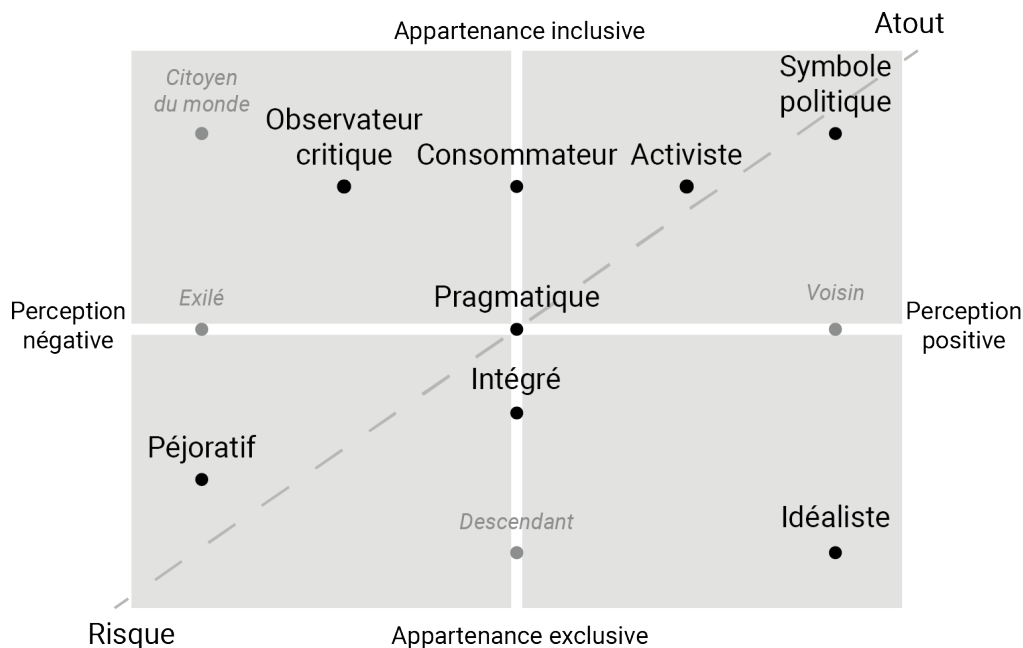 Atout
Appartenance inclusive
Symbole
politique
Citoyen
du monde
Observateur
critique
Consommateur
Activiste
Exilé
Pragmatique
Voisin
Perception
négative
Perception
positive
Intégré
Péjoratif
Descendant
Idéaliste
Risque
Appartenance exclusive